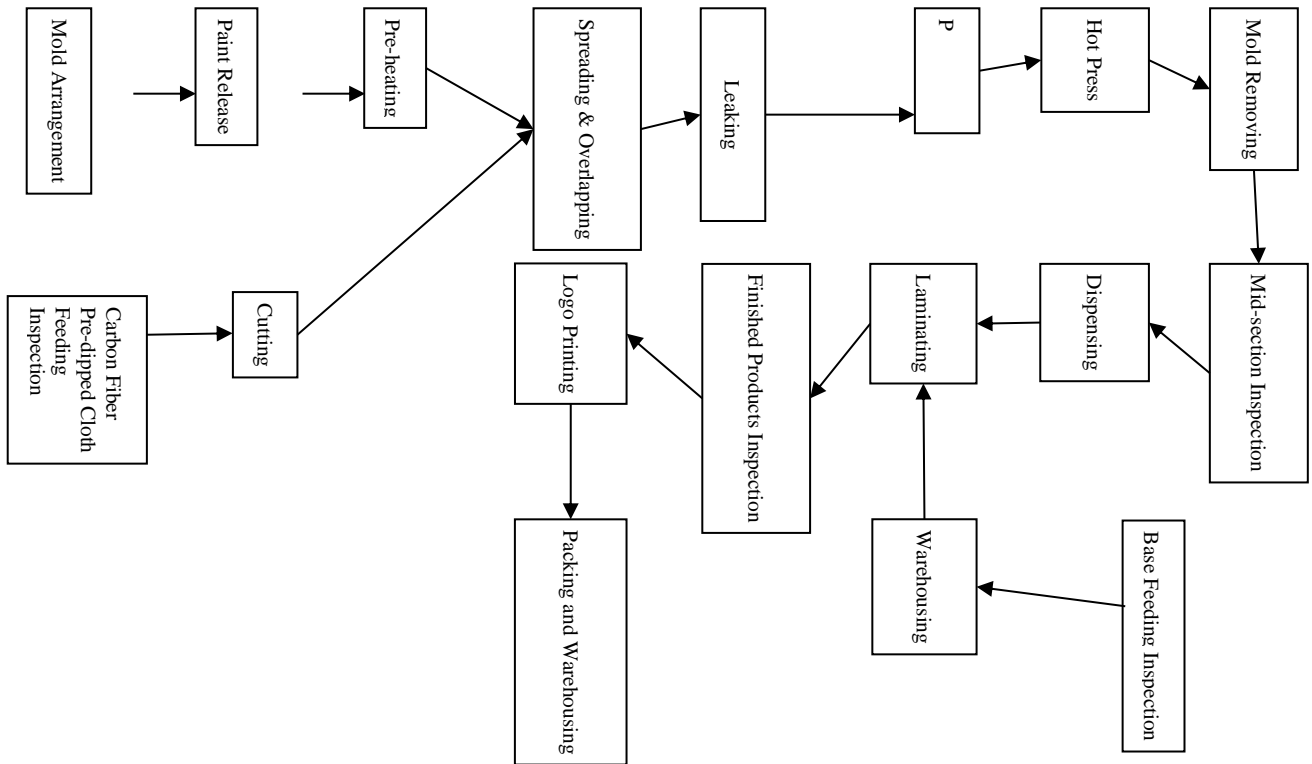 Mold Arrangement
Paint Release
Pre-heating
Spreading & Overlapping
Leaking
P
Hot Press
Mold Removing
Mid-section Inspection
Dispensing
Laminating
Finished Products Inspection
Logo Printing
Carbon Fiber
Pre-dipped Cloth
Feeding
Inspection
Cutting
Packing and Warehousing
Warehousing
Base Feeding Inspection